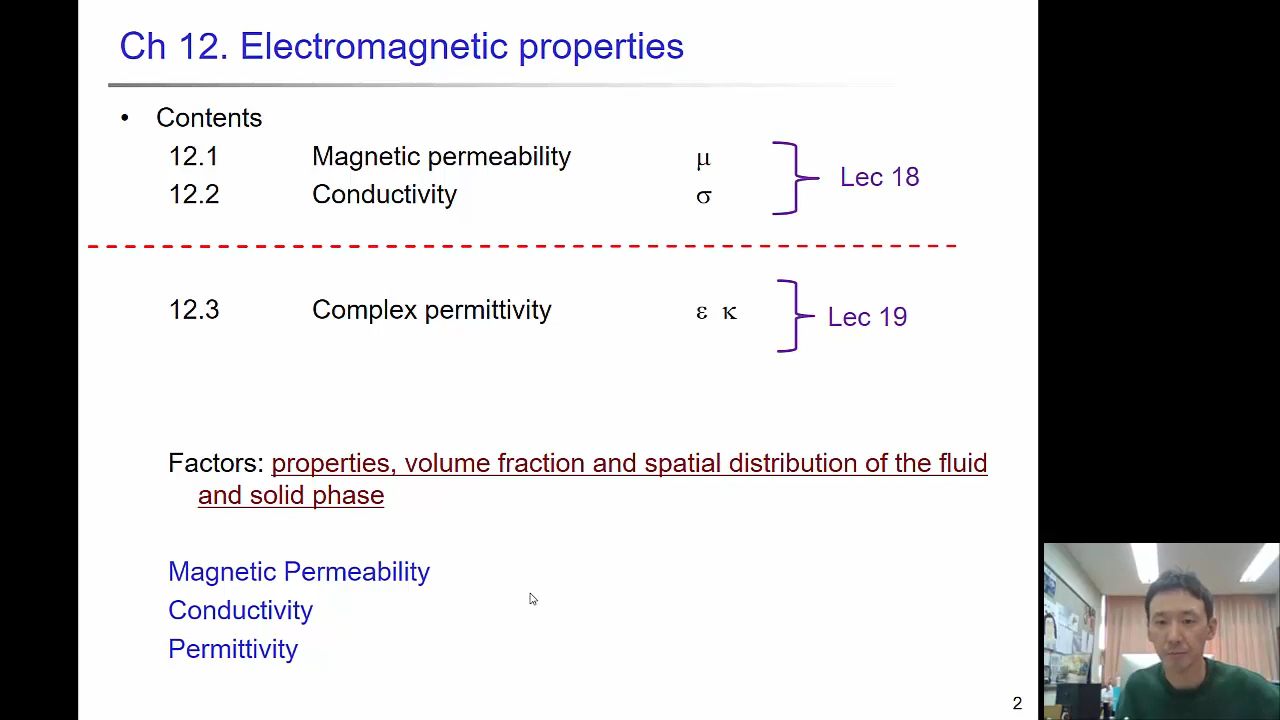 Ch 12. Electromagnetic properties
• Contents
12.1 Magnetic permeability μ
12.2 Conductivity σ
Lec 18
12.3 Complex permittivity ε κ
Lec 19
Factors: properties, volume fraction and spatial distribution of the fluid
and solid phase
Magnetic Permeability
Conductivity
Permittivity
2